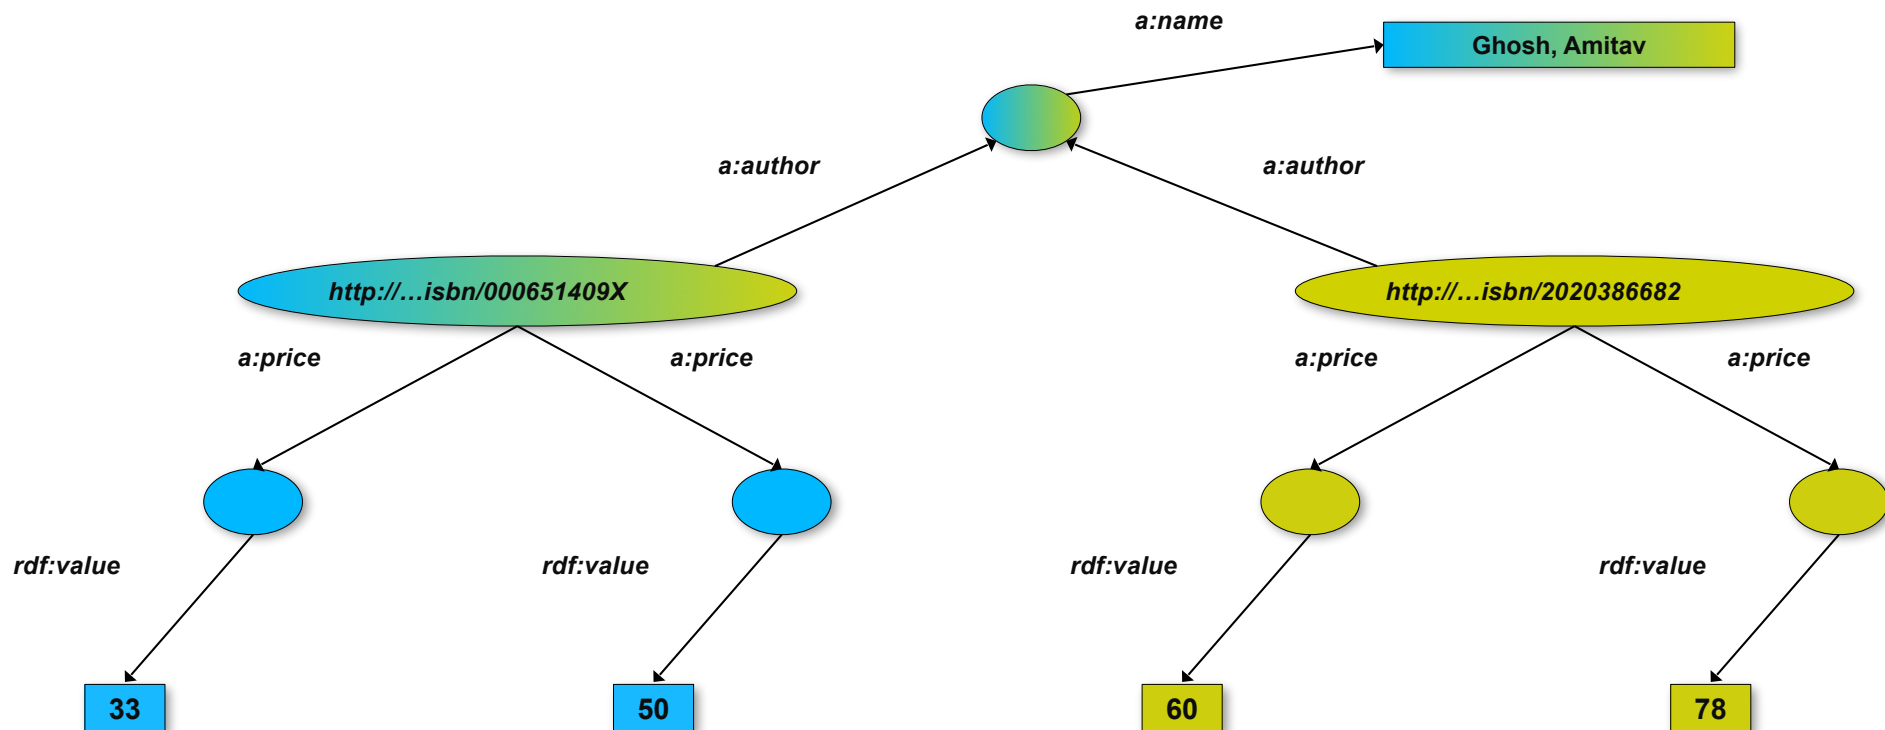 a:name
Ghosh, Amitav
a:author
a:author
http://…isbn/000651409X
http://…isbn/2020386682
a:price
a:price
a:price
a:price
rdf:value
rdf:value
rdf:value
rdf:value
33
50
60
78